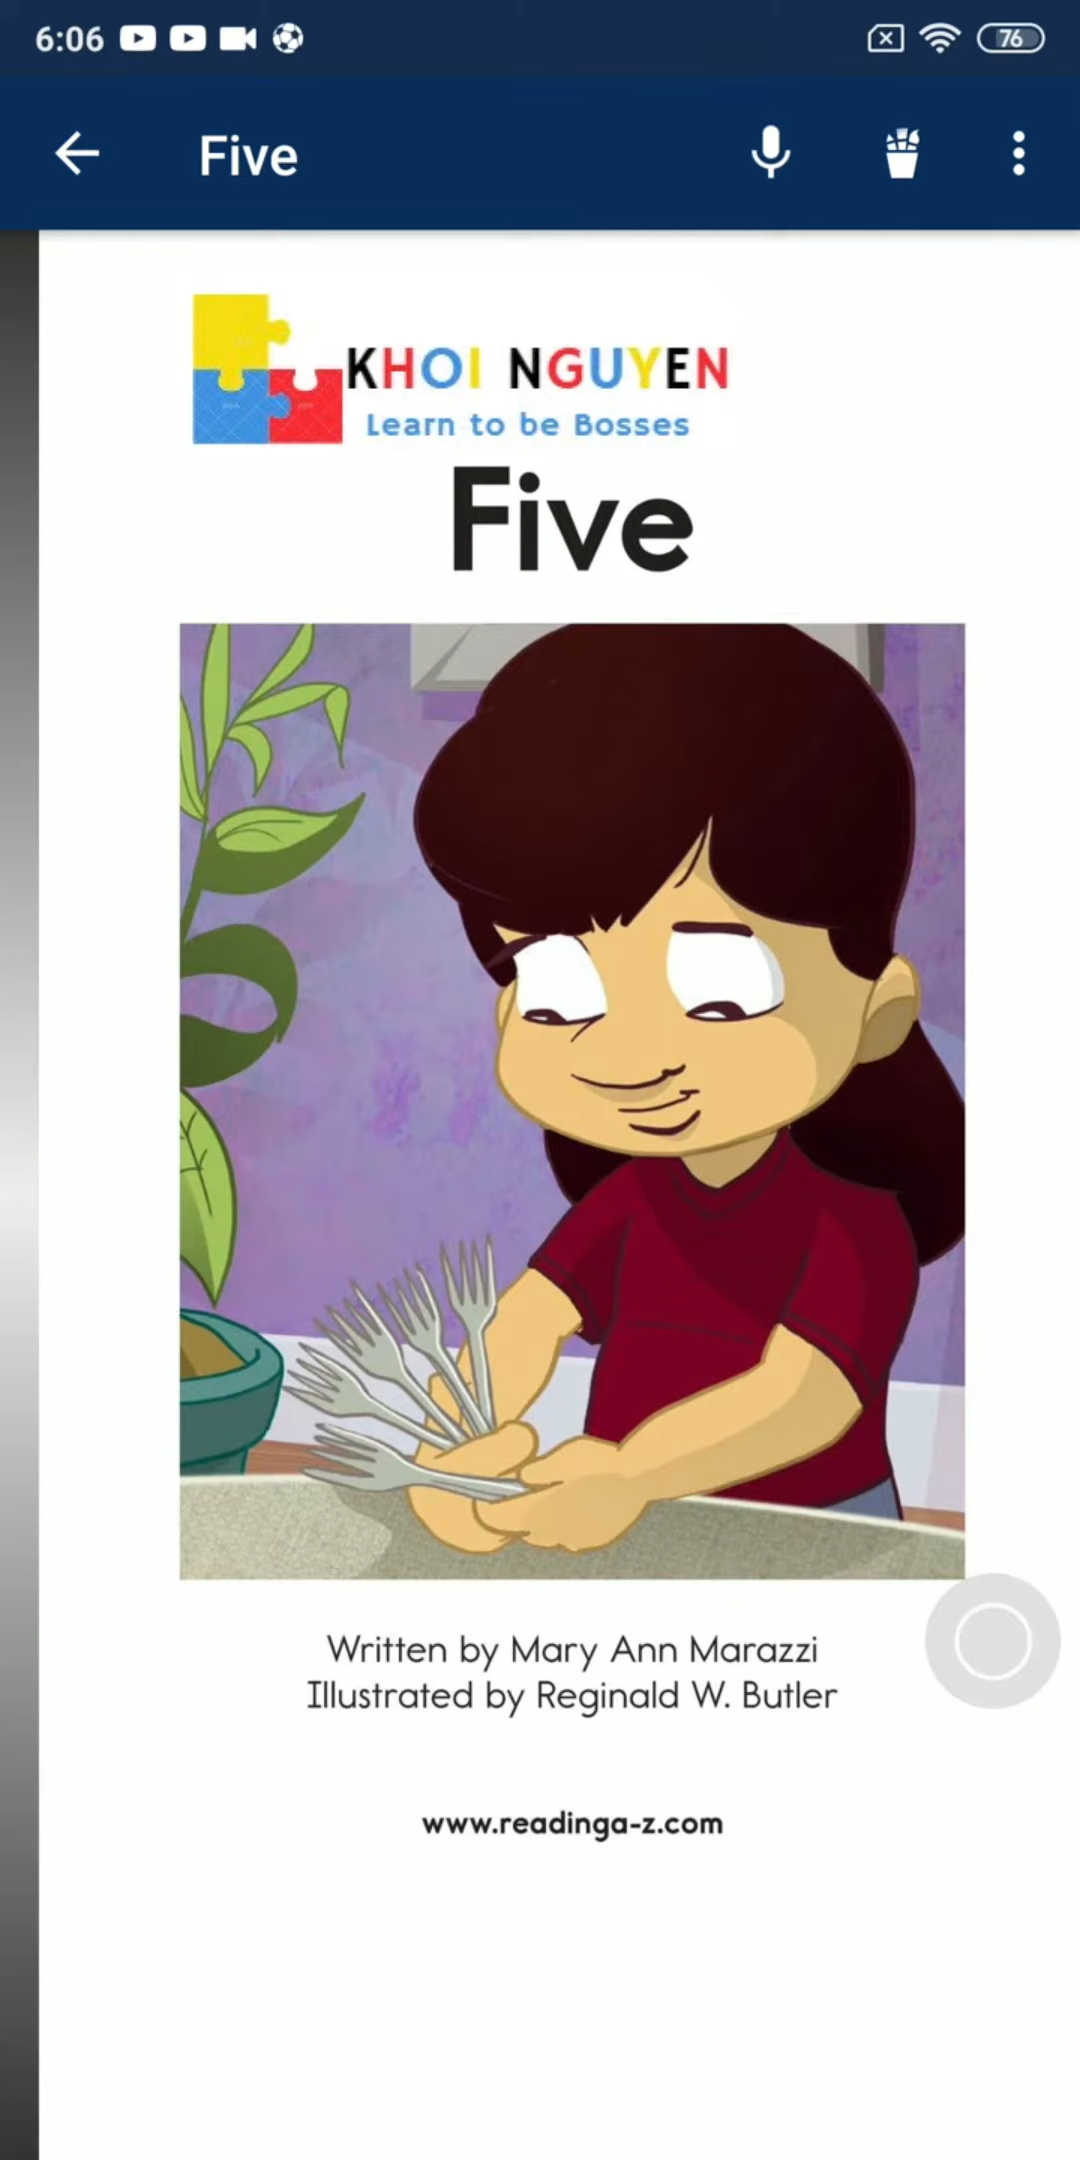 6:06
76
Five
KHOI NGUYEN
Learn to be Bosses
Five
Written by Mary Ann Marazzi
Illustrated by Reginald W. Butler
www.readinga-z.com